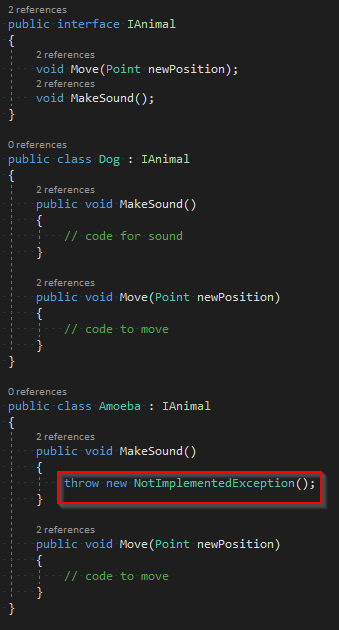 2 references
public interface IAnimal
{
2 references
void Move(Point newPosition);
2 references
void MakeSound();
}
0 references
public class Dog : IAnimal
{
2 references
public void MakeSound()
{
// code for sound
}
2 references
public void Move(Point newPosition)
{
// code to move
}
}
0 references
public class Amoeba : IAnimal
{
2 references
public void MakeSound()
{
throw new NotImplementedException();
}
2 references
public void Move(Point newPosition)
{
// code to move
}
}